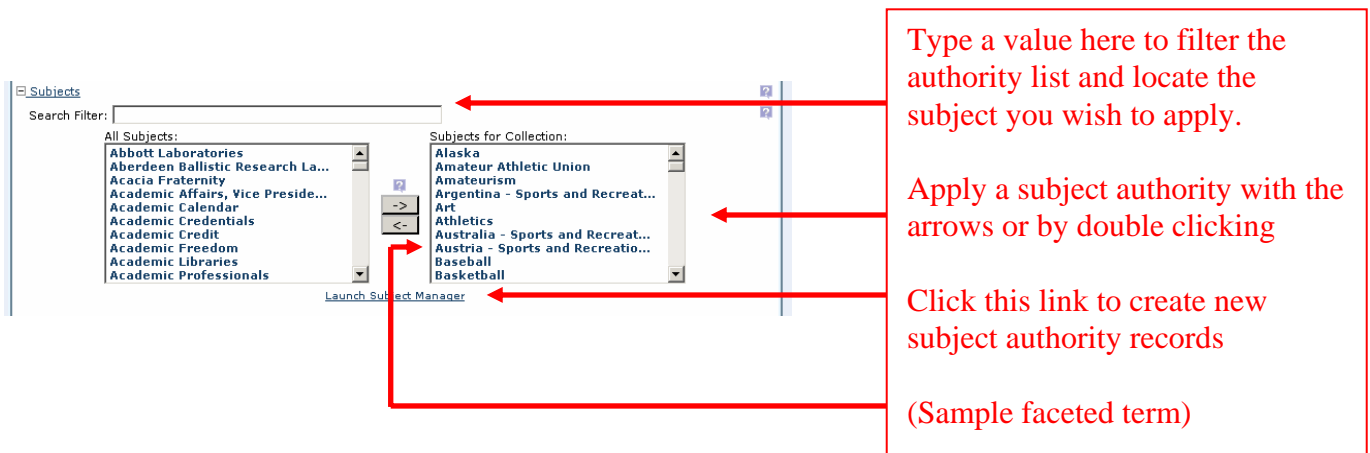 Subjects
Search Filter:
All Subjects:
Abbott Laboratories
Aberdeen Ballistic Research La...
Acacia Fraternity
Academic Affairs, Vice Preside...
Academic Calendar
Academic Credentials
Academic Credit
Academic Freedom
Academic Libraries
Academic Professionals
->
<-
Subjects for Collection:
Alaska
Amateur Athletic Union
Amateurism
Argentina - Sports and Recreat...
Art
Athletics
Australia - Sports and Recreat...
Austria - Sports and Recreatio...
Baseball
Basketball
Launch Subject Manager
Type a value here to filter the
authority list and locate the
subject you wish to apply.
Apply a subject authority with the
arrows or by double clicking
Click this link to create new
subject authority records
(Sample faceted term)